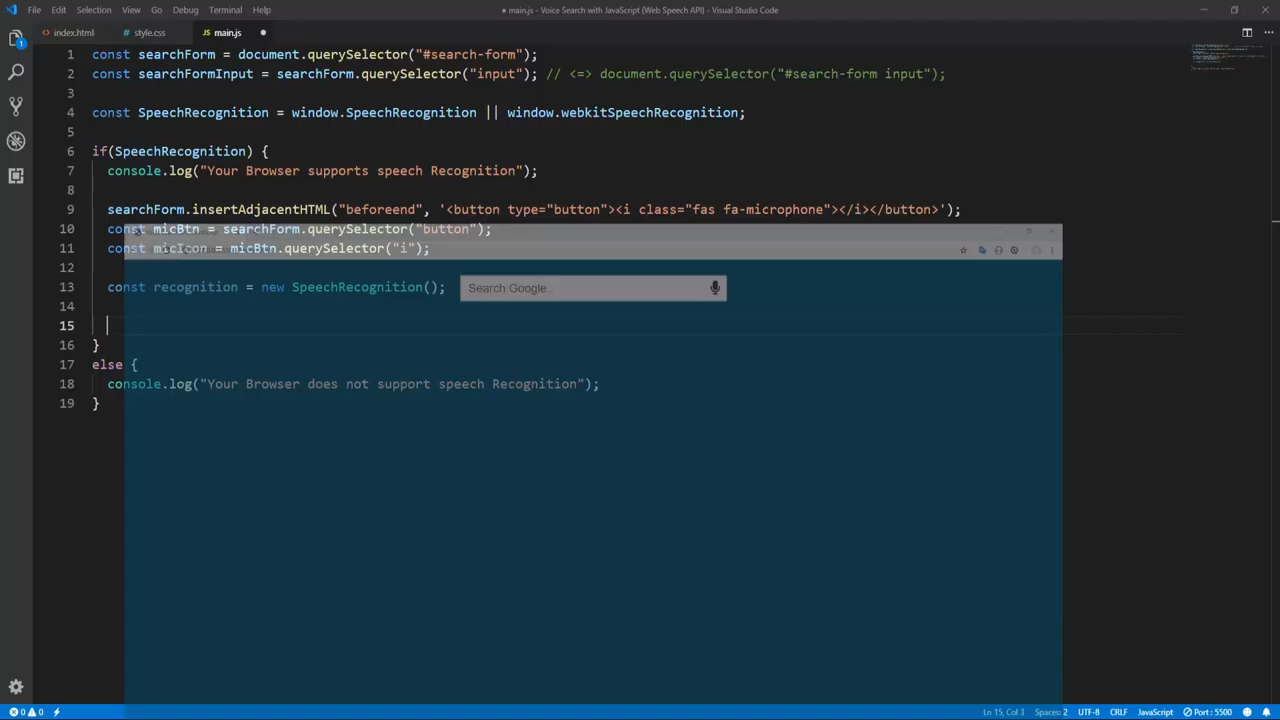 File Edit Selection View Go Debug Terminal Help
● main.js - Voice Search with JavaScript (Web Speech API) - Visual Studio Code
index.html style.css JS main.js ●
1 const searchForm = document.querySelector("#search-form");
2 const searchFormInput = searchForm.querySelector("input"); // <=> document.querySelector("#search-form input");
3
4 const SpeechRecognition = window.SpeechRecognition || window.webkitSpeechRecognition;
5
6 if(SpeechRecognition) {
7 console.log("Your Browser supports speech Recognition");
8
9 searchForm.insertAdjacentHTML("beforeend", '<button type="button"><i class="fas fa-microphone"></i></button>');
10 const micBtn = searchForm.querySelector("button");
11 const micIcon = micBtn.querySelector("i");
12
13 const recognition = new SpeechRecognition();
Search Google...
14
15
16 }
17 else {
18 console.log("Your Browser does not support speech Recognition");
19 }
1
0 0
Ln 15, Col 3 Spaces: 2 UTF-8 CRLF JavaScript Port : 5500